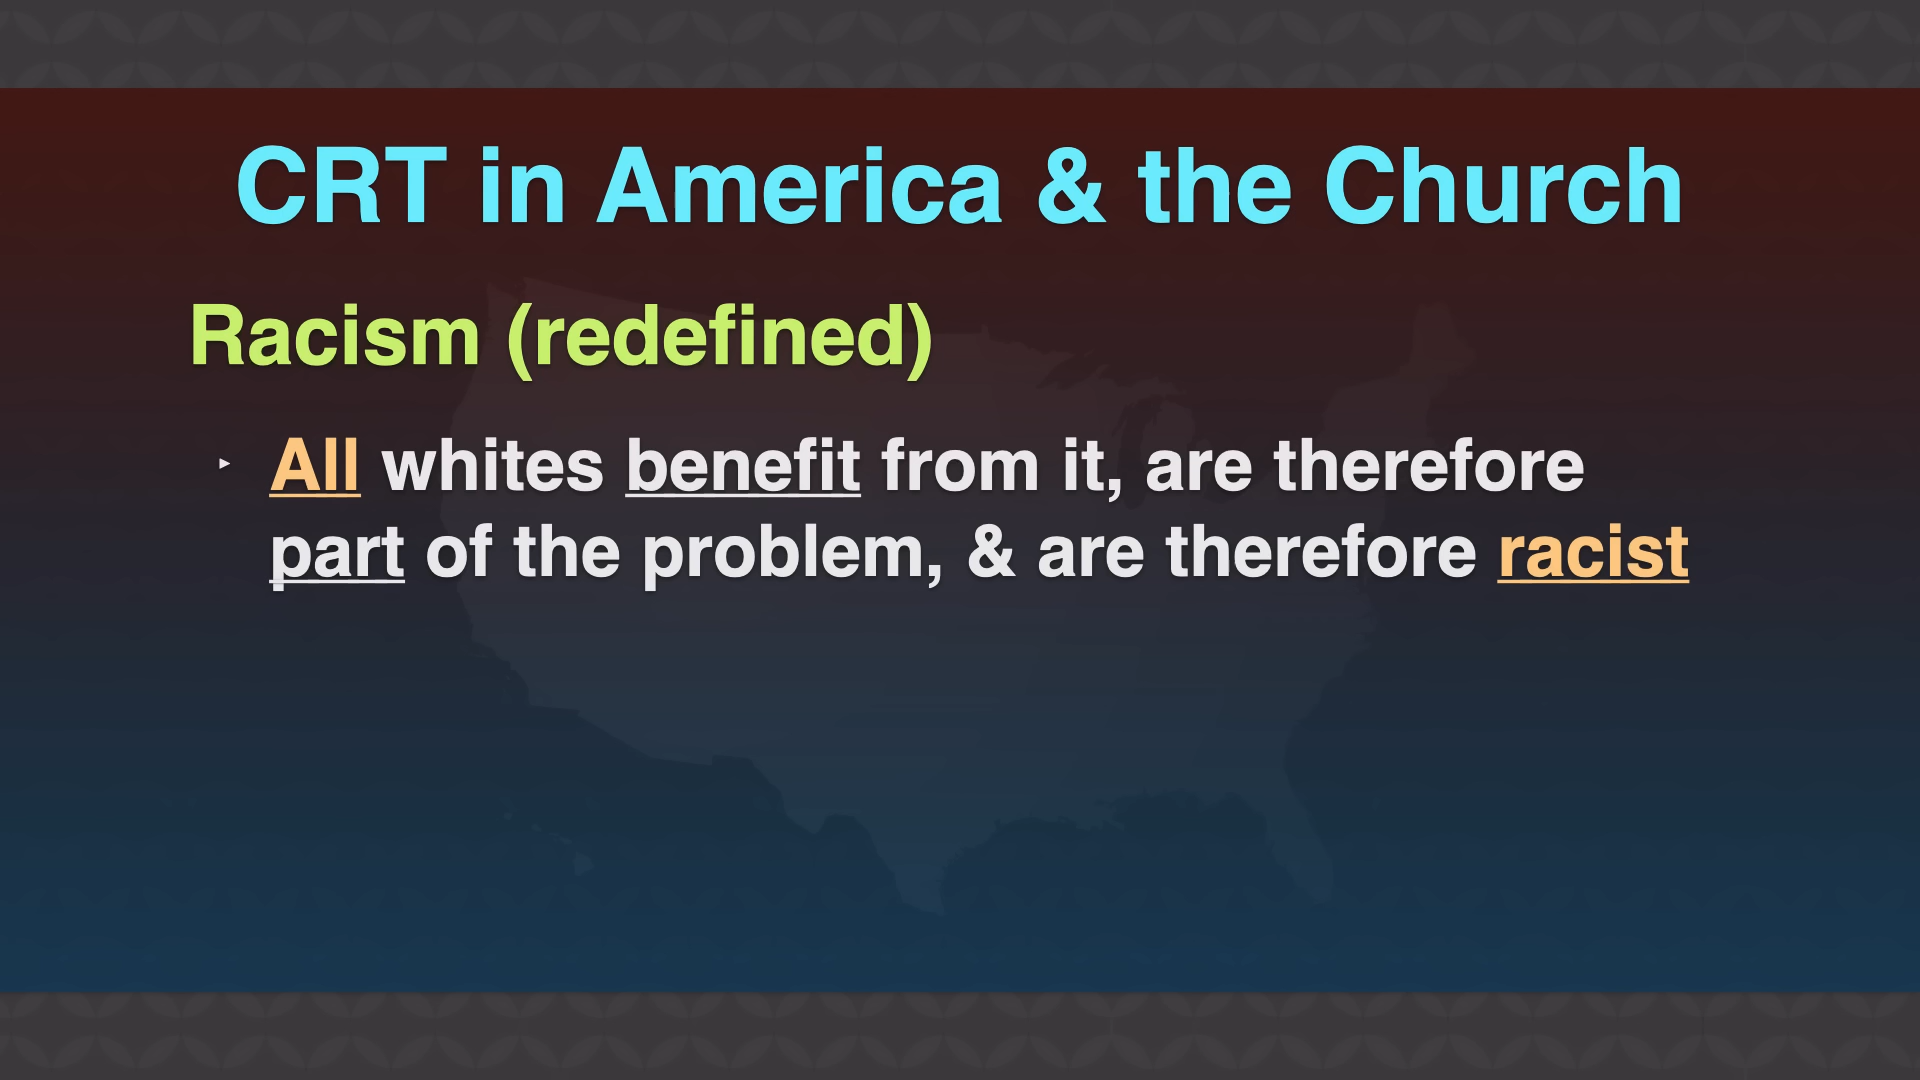 CRT in America & the Church
Racism (redefined)
‣ All whites benefit from it, are therefore
part of the problem, & are therefore racist